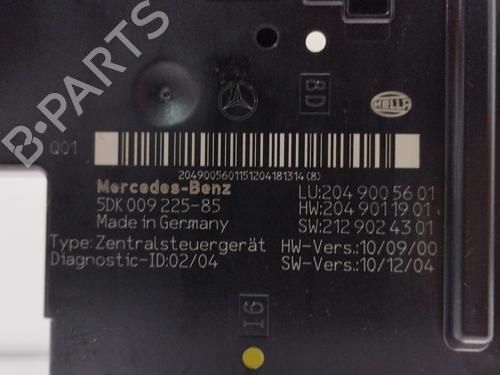 B-PARTS
BD
HELLA
Q01
2049005601151204181314(8)
Mercedes-Benz
LU:204 900 56 01
5DK 009 225-85
HW:204 901 19 01
Made in Germany
SW:212 902 43 01
Type: Zentralsteuergerät
HW-Vers.:10/09/00
Diagnostic-ID:02/04
SW-Vers.:10/12/04
I6